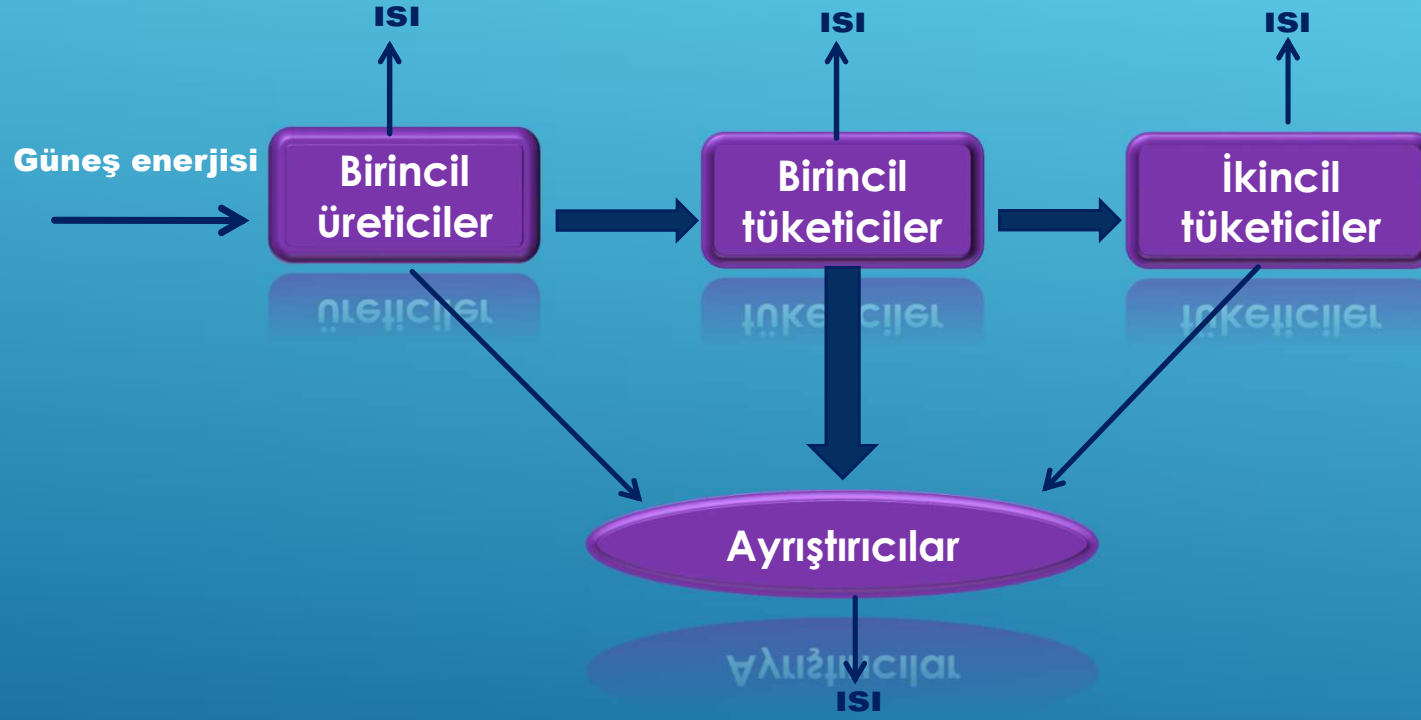 ISI
ISI
ISI
Güneş enerjisi
Birincil
üreticiler
Birincil
tüketiciler
İkincil
tüketiciler
Ayrıştırıcılar
ISI